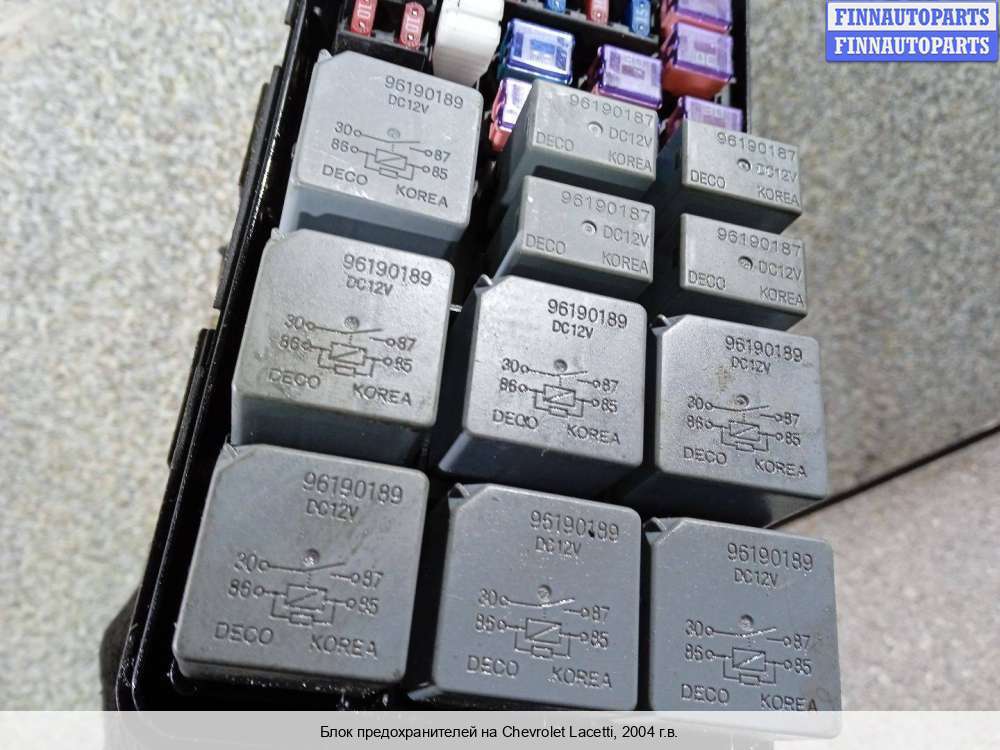 FINNAUTOPARTS
FINNAUTOPARTS
10
10
96190189
DC12V
30
86
87
85
DECO KOREA
96190187
DC12V
DECO KOREA
96190187
DC12V
DECO KOREA
96190187
DC12V
DECO KOREA
96190187
DC12V
DECO KOREA
96190189
DC12V
30
87
86
85
DECO KOREA
96190189
DC12V
30
87
86
85
DECO KOREA
96190189
DC12V
30
87
86
85
DECO KOREA
96190189
DC12V
30
87
86
85
DECO KOREA
96190189
DC12V
30
87
86
85
DECO KOREA
96190189
DC12V
30
87
86
85
DECO KOREA
Блок предохранителей на Chevrolet Lacetti, 2004 г.в.